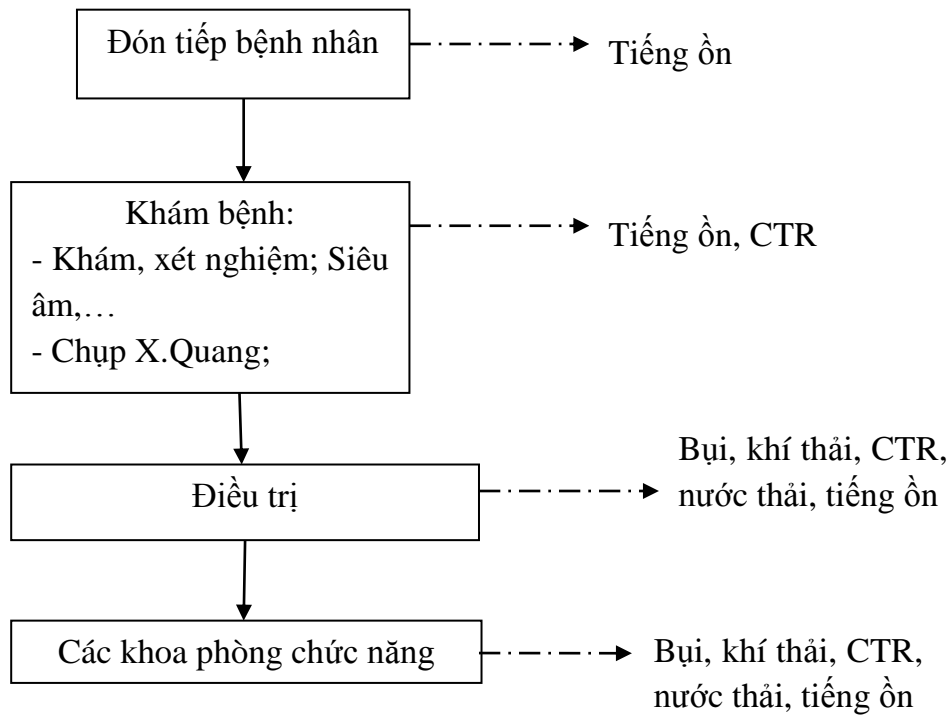 Đón tiếp bệnh nhân
Tiếng ồn
Khám bệnh:
- Khám, xét nghiệm; Siêu
âm,…
- Chụp X.Quang;
Tiếng ồn, CTR
Điều trị
Bụi, khí thải, CTR,
nước thải, tiếng ồn
Các khoa phòng chức năng
Bụi, khí thải, CTR,
nước thải, tiếng ồn